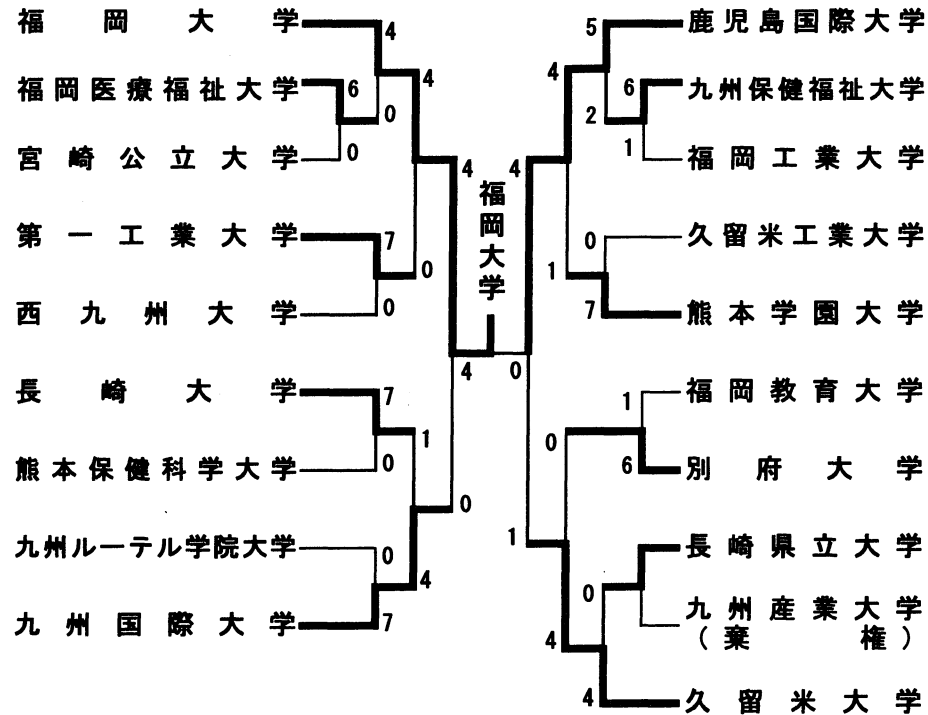 福岡大学
4
福岡医療福祉大学
6
0
4
宮崎公立大学
0
第一工業大学
7
0
西九州大学
0
4
長崎大学
7
1
熊本保健科学大学
0
0
九州ルーテル学院大学
0
4
九州国際大学
7
福岡大学
4
0
鹿児島国際大学
5
4
九州保健福祉大学
6
2
福岡工業大学
1
4
久留米工業大学
0
1
熊本学園大学
7
福岡教育大学
1
0
別府大学
6
1
長崎県立大学
0
九州産業大学
(棄権)
4
久留米大学
4